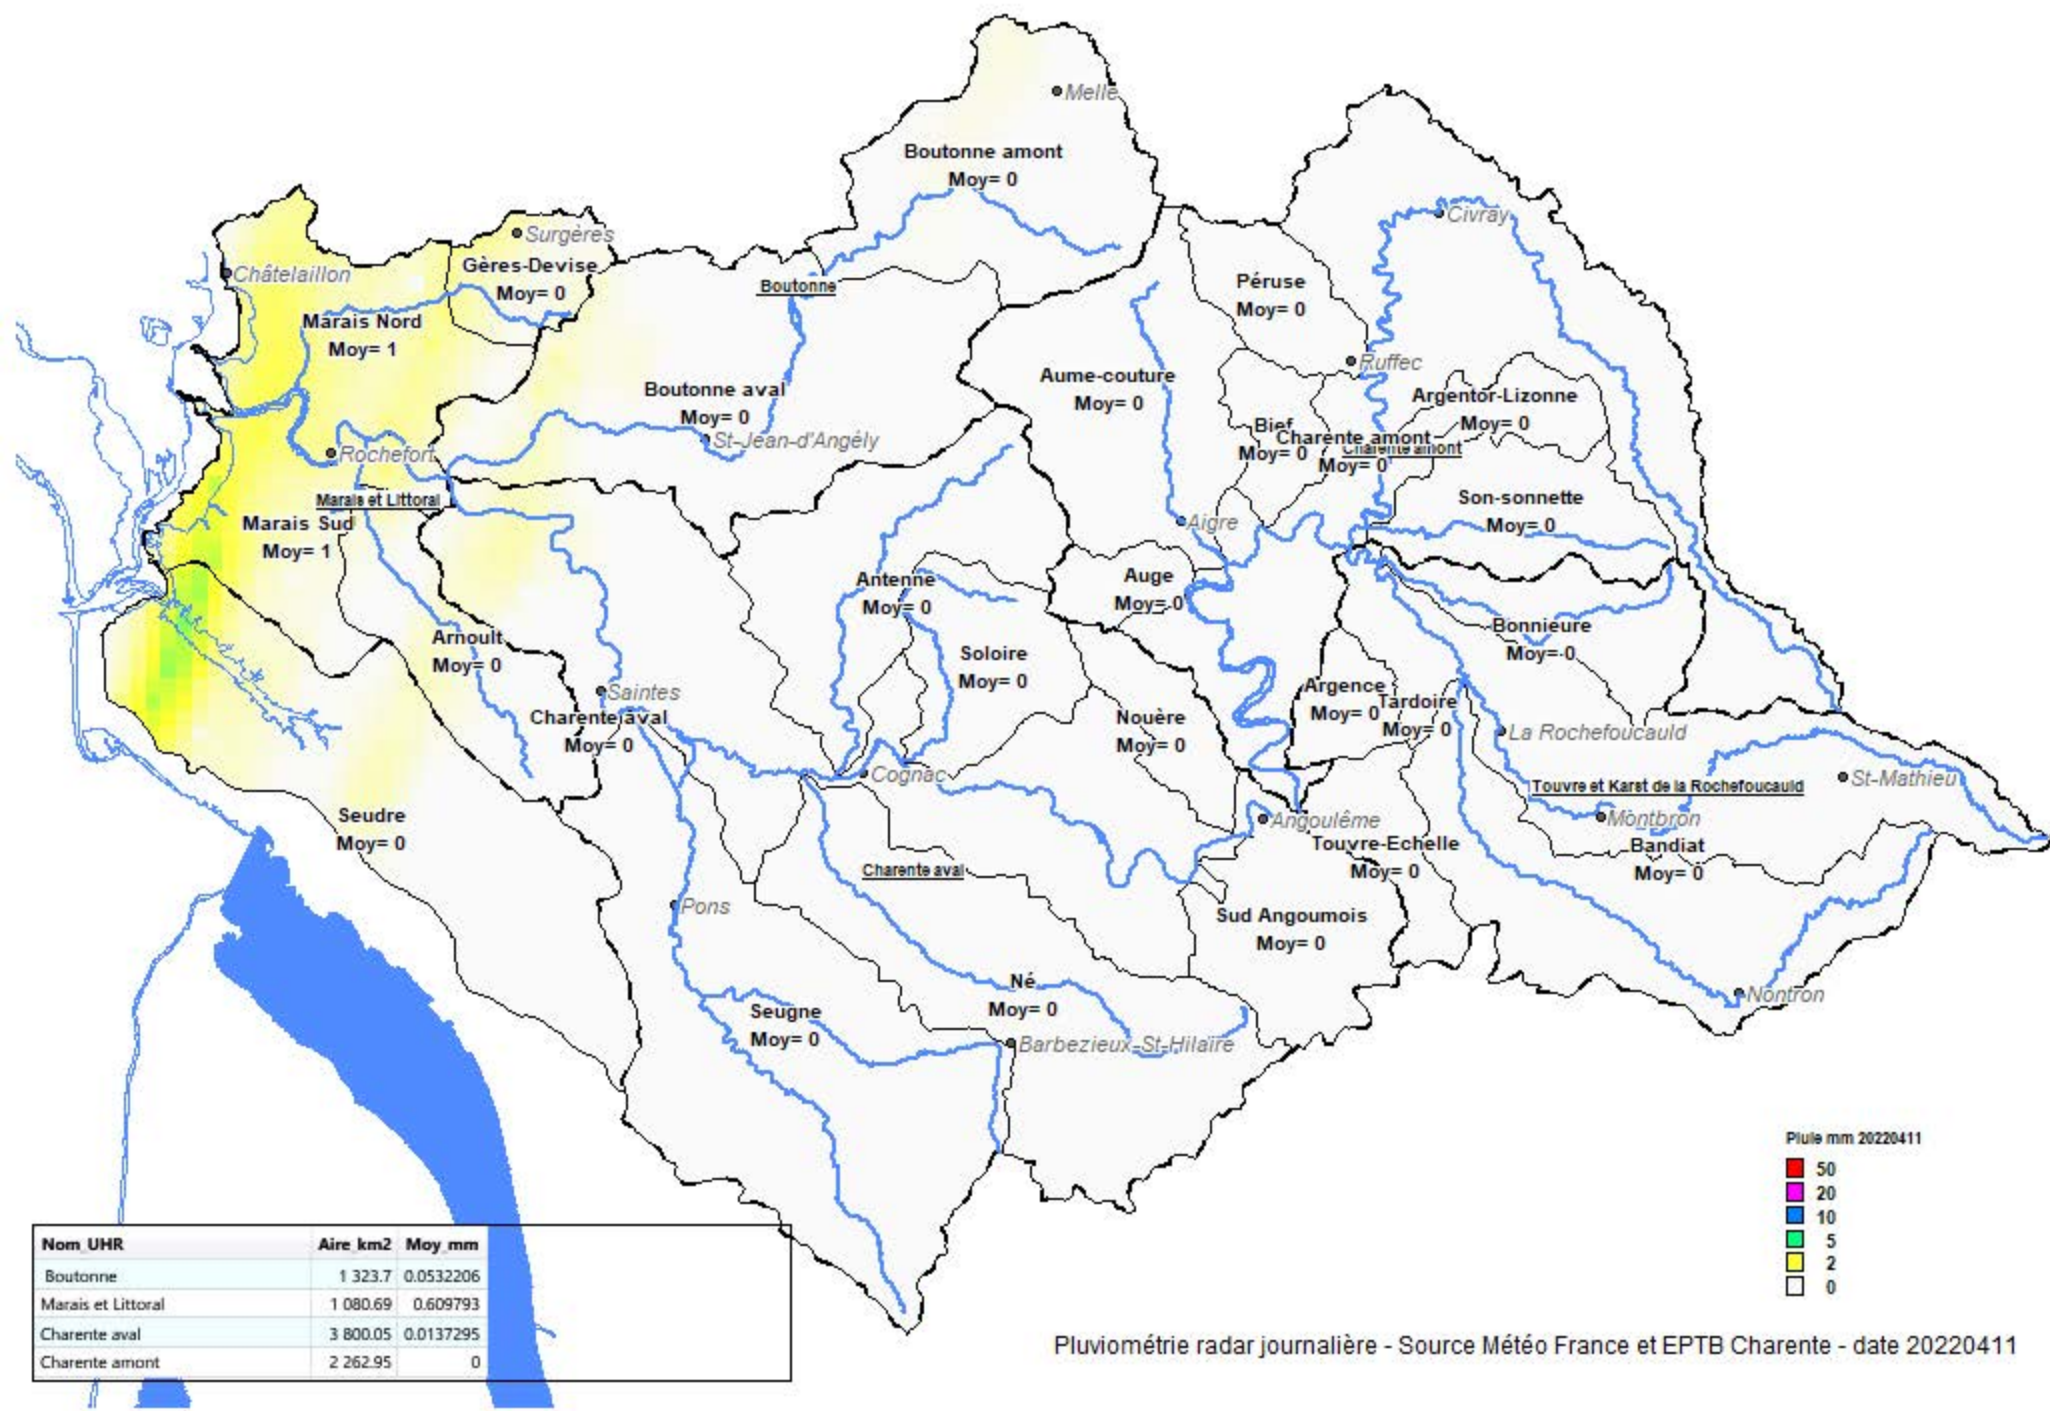 Melle
Boutonne amont
Moy= 0
Civray
Surgères
Châtelaillon
Gères-Devise
Moy= 0
Boutonne
Péruse
Moy= 0
Marais Nord
Moy= 1
Ruffec
Aume-couture
Moy= 0
Boutonne aval
Moy= 0
Argentor-Lizonne
Moy= 0
Bief
Moy= 0
Charente amont
Moy= 0
Charente amont
St-Jean-d'Angély
Rochefort
Marais et Littoral
Son-sonnette
Moy= 0
Marais Sud
Moy= 1
Aigre
Antenne
Moy= 0
Auge
Moy= 0
Bonnieure
Moy= 0
Arnoult
Moy= 0
Soloire
Moy= 0
Saintes
Argence
Moy= 0
Tardoire
Moy= 0
Charente aval
Moy= 0
Nouère
Moy= 0
La Rochefoucauld
Cognac
St-Mathieu
Touvre et Karst de la Rochefoucauld
Seudre
Moy= 0
Angoulême
Montbron
Touvre-Echelle
Moy= 0
Bandiat
Moy= 0
Charente aval
Pons
Sud Angoumois
Moy= 0
Né
Moy= 0
Nontron
Seugne
Moy= 0
Barbezieux-St-Hilaire
Pluie mm 20220411
50
20
10
5
2
0
Nom_UHR Aire_km2 Moy_mm
Boutonne 1 323.7 0.0532206
Marais et Littoral 1 080.69 0.609793
Charente aval 3 800.05 0.0137295
Charente amont 2 262.95 0
Pluviométrie radar journalière - Source Météo France et EPTB Charente - date 20220411